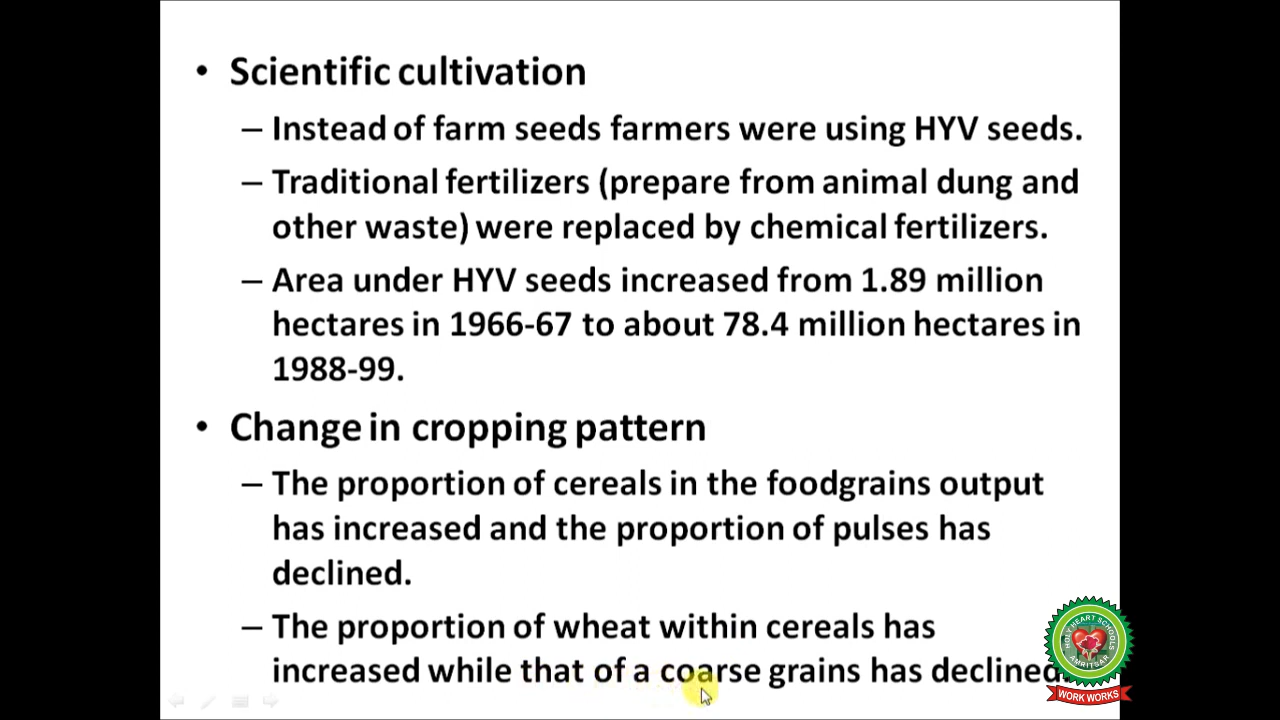 • Scientific cultivation
– Instead of farm seeds farmers were using HYV seeds.
– Traditional fertilizers (prepare from animal dung and
other waste) were replaced by chemical fertilizers.
– Area under HYV seeds increased from 1.89 million
hectares in 1966-67 to about 78.4 million hectares in
1988-99.
• Change in cropping pattern
– The proportion of cereals in the foodgrains output
has increased and the proportion of pulses has
declined.
– The proportion of wheat within cereals has
increased while that of a coarse grains has declined.
HOLY HEART SCHOOLS
AMRITSAR
WORK WORKS